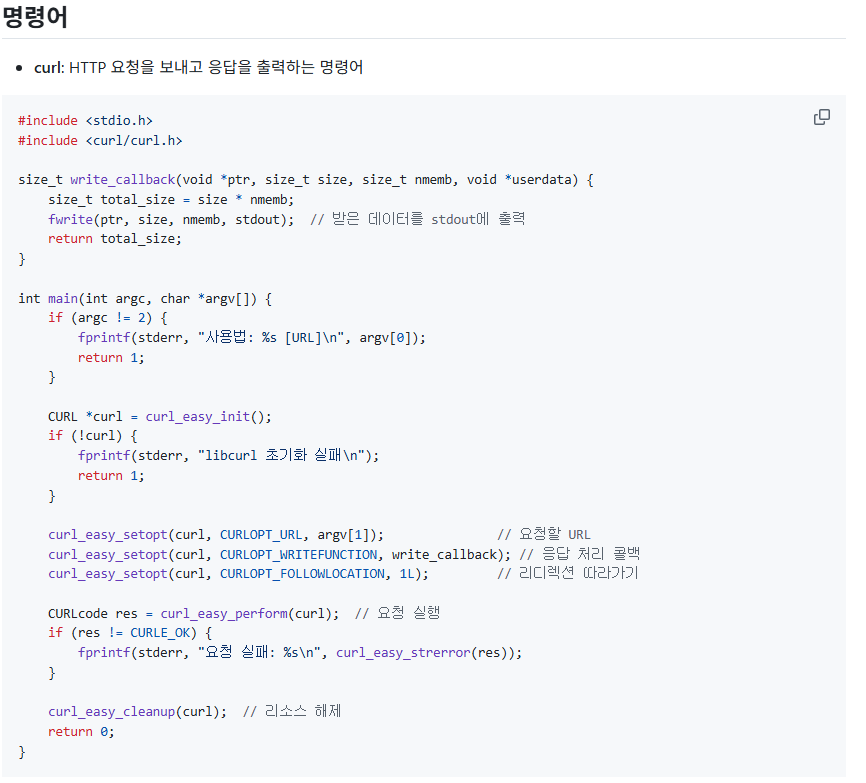 명령어
• curl: HTTP 요청을 보내고 응답을 출력하는 명령어
#include <stdio.h>
#include <curl/curl.h>

size_t write_callback(void *ptr, size_t size, size_t nmemb, void *userdata) {
    size_t total_size = size * nmemb;
    fwrite(ptr, size, nmemb, stdout);  // 받은 데이터를 stdout에 출력
    return total_size;
}

int main(int argc, char *argv[]) {
    if (argc != 2) {
        fprintf(stderr, "사용법: %s [URL]\n", argv[0]);
        return 1;
    }

    CURL *curl = curl_easy_init();
    if (!curl) {
        fprintf(stderr, "libcurl 초기화 실패\n");
        return 1;
    }

    curl_easy_setopt(curl, CURLOPT_URL, argv[1]);               // 요청할 URL
    curl_easy_setopt(curl, CURLOPT_WRITEFUNCTION, write_callback); // 응답 처리 콜백
    curl_easy_setopt(curl, CURLOPT_FOLLOWLOCATION, 1L);         // 리디렉션 따라가기

    CURLcode res = curl_easy_perform(curl);  // 요청 실행
    if (res != CURLE_OK) {
        fprintf(stderr, "요청 실패: %s\n", curl_easy_strerror(res));
    }

    curl_easy_cleanup(curl);  // 리소스 해제
    return 0;
}